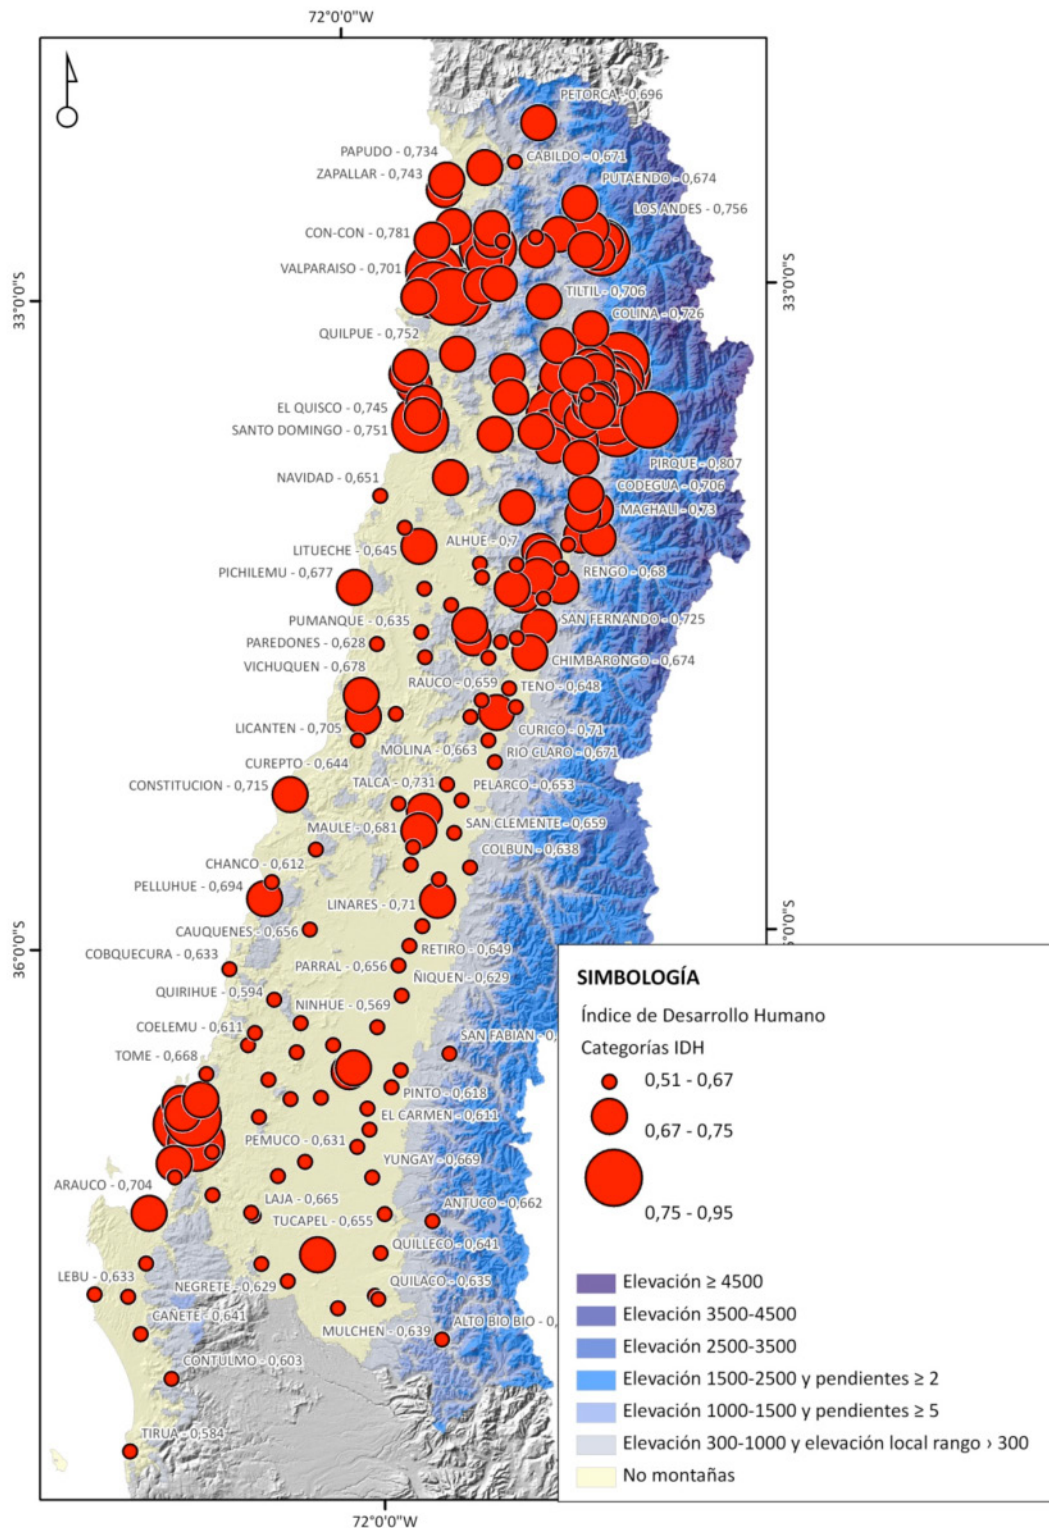 72°0'0"W
PETORCA - 0,696
PAPUDO - 0,734
CABILDO - 0,671
ZAPALLAR - 0,743
PUTAENDO - 0,674
LOS ANDES - 0,756
CON-CON - 0,781
VALPARAISO - 0,701
33°0'0"S
33°0'0"S
TILTIL - 0,706
COLINA - 0,726
QUILPUE - 0,752
EL QUISCO - 0,745
SANTO DOMINGO - 0,751
PIRQUE - 0,807
NAVIDAD - 0,651
CODEGUA - 0,706
MACHALI - 0,73
ALHUE - 0,7
LITUECHE - 0,645
PICHILEMU - 0,677
RENGO - 0,68
PUMANQUE - 0,635
SAN FERNANDO - 0,725
PAREDONES - 0,628
CHIMBARONGO - 0,674
VICHUQUEN - 0,678
RAUCO - 0,659
TENO - 0,648
LICANTEN - 0,705
CURICO - 0,71
MOLINA - 0,663
RIO CLARO - 0,671
CUREPTO - 0,644
CONSTITUCION - 0,715
TALCA - 0,731
PELARCO - 0,653
MAULE - 0,681
SAN CLEMENTE - 0,659
COLBUN - 0,638
CHANCO - 0,612
PELLUHUE - 0,694
LINARES - 0,71
CAUQUENES - 0,656
36°0'0"S
COBQUECURA - 0,633
RETIRO - 0,649
PARRAL - 0,656
ÑIQUEN - 0,629
QUIRIHUE - 0,594
NINHUE - 0,569
COELEMU - 0,611
SAN FABIAN - 0,
TOME - 0,668
PINTO - 0,618
EL CARMEN - 0,611
PEMUCO - 0,631
YUNGAY - 0,669
ARAUCO - 0,704
LAJA - 0,665
ANTUCO - 0,662
TUCAPEL - 0,655
QUILLECO - 0,641
LEBU - 0,633
NEGRETE - 0,629
QUILACO - 0,635
CAÑETE - 0,641
MULCHEN - 0,639
ALTO BIO BIO - 0,
CONTULMO - 0,603
TIRUA - 0,584
72°0'0"W
SIMBOLOGÍA
Índice de Desarrollo Humano
Categorías IDH
0,51 - 0,67
0,67 - 0,75
0,75 - 0,95
Elevación ≥ 4500
Elevación 3500-4500
Elevación 2500-3500
Elevación 1500-2500 y pendientes ≥ 2
Elevación 1000-1500 y pendientes ≥ 5
Elevación 300-1000 y elevación local rango › 300
No montañas